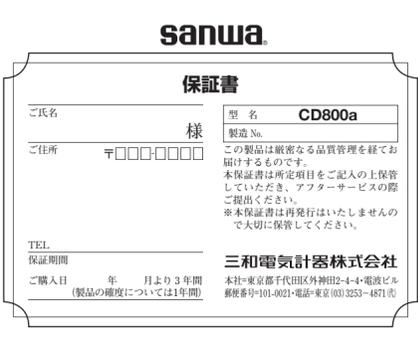 sanwa®
保証書
ご氏名
様
ご住所
〒□□□-□□□□
TEL
保証期間
ご購入日 年 月より3年間
(製品の確度については1年間)
型 名 CD800a
製造 No.
この製品は厳密なる品質管理を経てお
届けするものです。
本保証書は所定項目をご記入の上保管
していただき、アフターサービスの際
ご提出ください。
※本保証書は再発行はいたしませんの
で大切に保管してください。
三和電気計器株式会社
本社=東京都千代田区外神田2-4-4・電波ビル
郵便番号=101-0021・電話=東京(03)3253-4871㈹